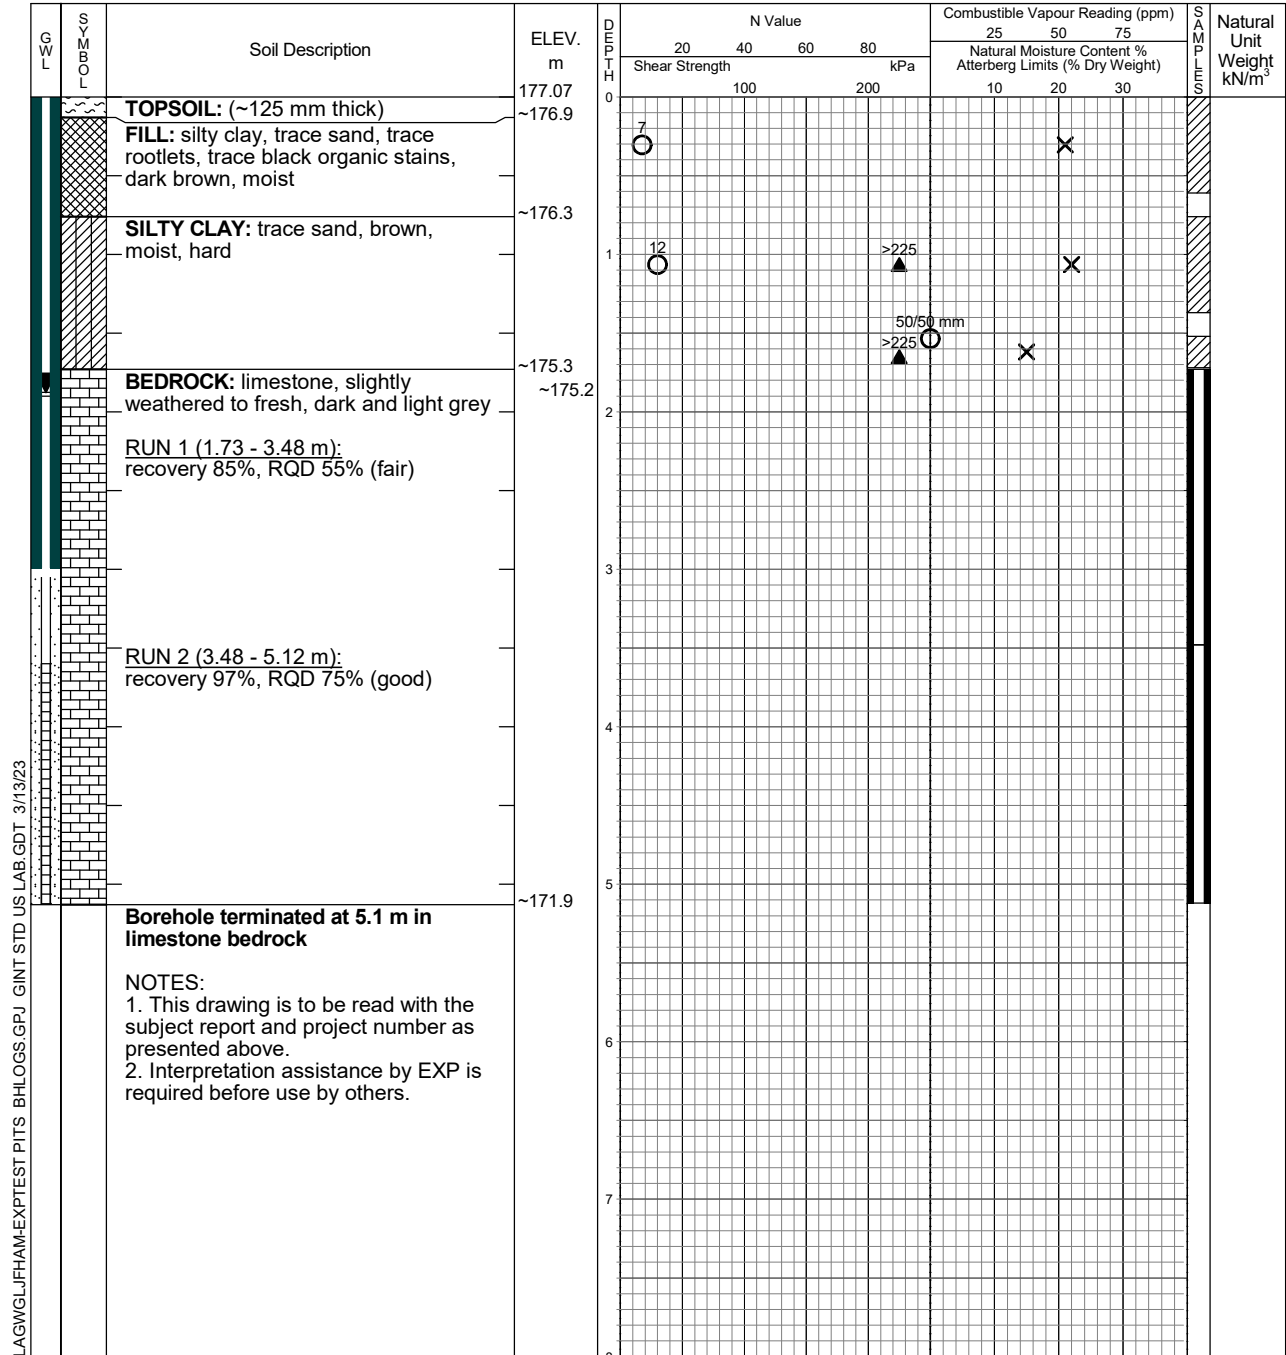 GWL
SYMBOL
Soil Description
ELEV.
m
DEPTH
N Value
20 40 60 80
Shear Strength kPa
100 200
Combustible Vapour Reading (ppm)
25 50 75
Natural Moisture Content %
Atterberg Limits (% Dry Weight)
10 20 30
SAMPLES
Natural
Unit
Weight
kN/m³
177.07
0
TOPSOIL: (~125 mm thick)
~176.9
FILL: silty clay, trace sand, trace
rootlets, trace black organic stains,
dark brown, moist
7
~176.3
SILTY CLAY: trace sand, brown,
moist, hard
1
12
>225
50/50 mm
>225
~175.3
BEDROCK: limestone, slightly
weathered to fresh, dark and light grey
~175.2
2
RUN 1 (1.73 - 3.48 m):
recovery 85%, RQD 55% (fair)
3
RUN 2 (3.48 - 5.12 m):
recovery 97%, RQD 75% (good)
4
5
~171.9
Borehole terminated at 5.1 m in
limestone bedrock
NOTES:
1. This drawing is to be read with the
subject report and project number as
presented above.
2. Interpretation assistance by EXP is
required before use by others.
6
7
LAGWGLJFHAM-EXPTEST PITS BHLOGS.GPJ GINT STD US LAB.GDT 3/13/23